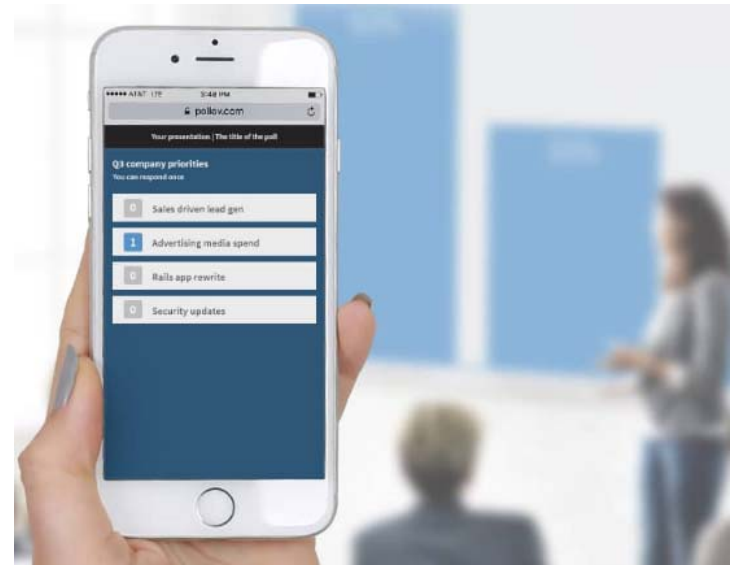 AT&T LTE 3:48 PM
pollev.com
Your presentation | The title of the poll
Q3 company priorities
You can respond once
0 Sales driven lead gen
1 Advertising media spend
0 Rails app rewrite
0 Security updates